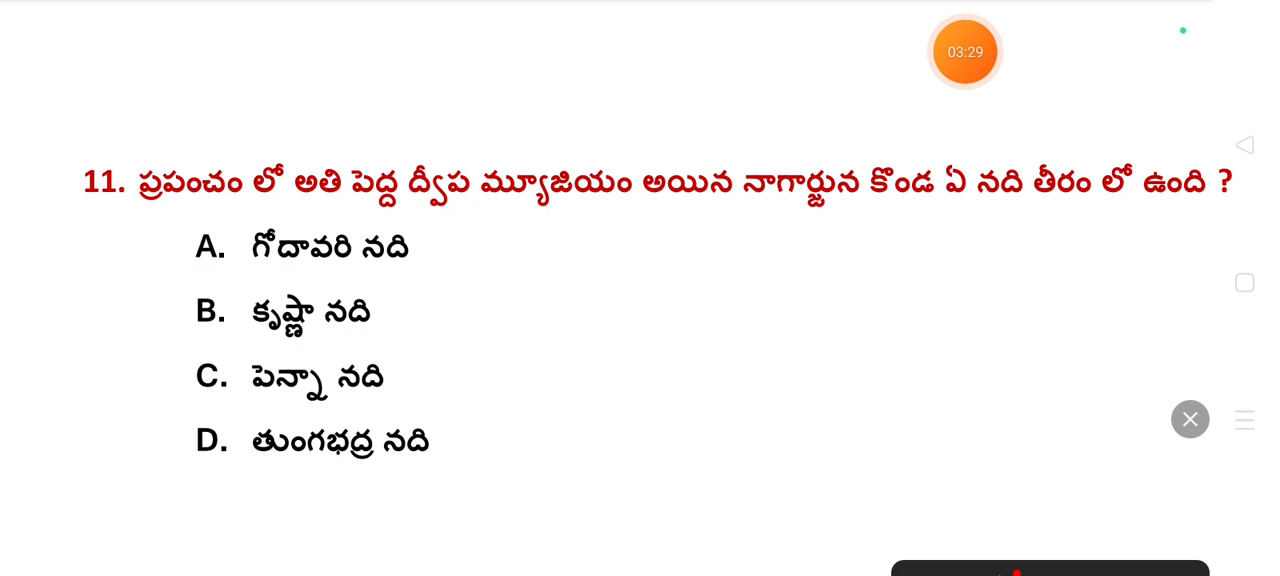 03:29
11. ప్రపంచం లో అతి పెద్ద ద్వీప మ్యూజియం అయిన నాగార్జున కొండ ఏ నది తీరం లో ఉంది ?
A. గోదావరి నది
B. కృష్ణా నది
C. పెన్నా నది
D. తుంగభద్ర నది